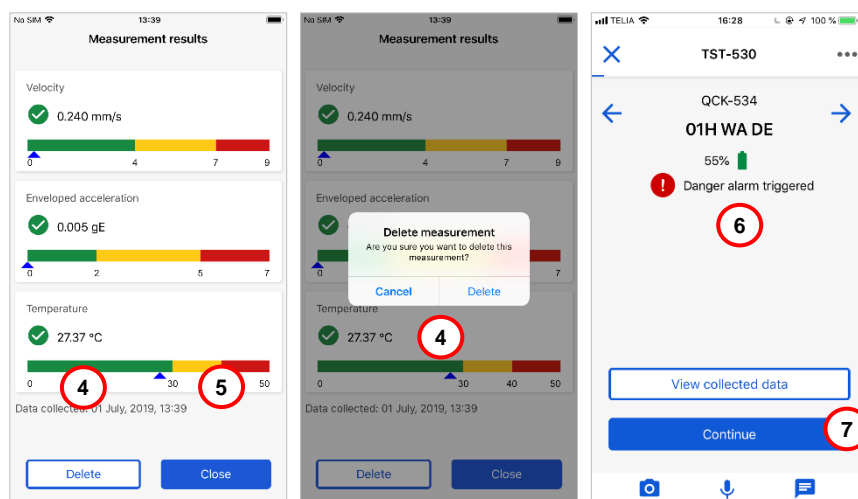 No SIM 13:39
Measurement results
Velocity
0.240 mm/s
0 4 7 9
Enveloped acceleration
0.005 gE
0 2 5 7
Temperature
27.37 °C
0 30 50
4
5
Data collected: 01 July, 2019, 13:39
Delete Close
No SIM 13:39
Measurement results
Velocity
0.240 mm/s
0 4 7 9
Enveloped acceleration
Delete measurement
Are you sure you want to delete this
measurement?
Cancel Delete
0 7
Temperature
27.37 °C
4
0 30 40 50
Data collected: 01 July, 2019, 13:39
Delete Close
TELIA 16:28 100 %
TST-530
QCK-534
01H WA DE
55%
! Danger alarm triggered
6
View collected data
Continue
7